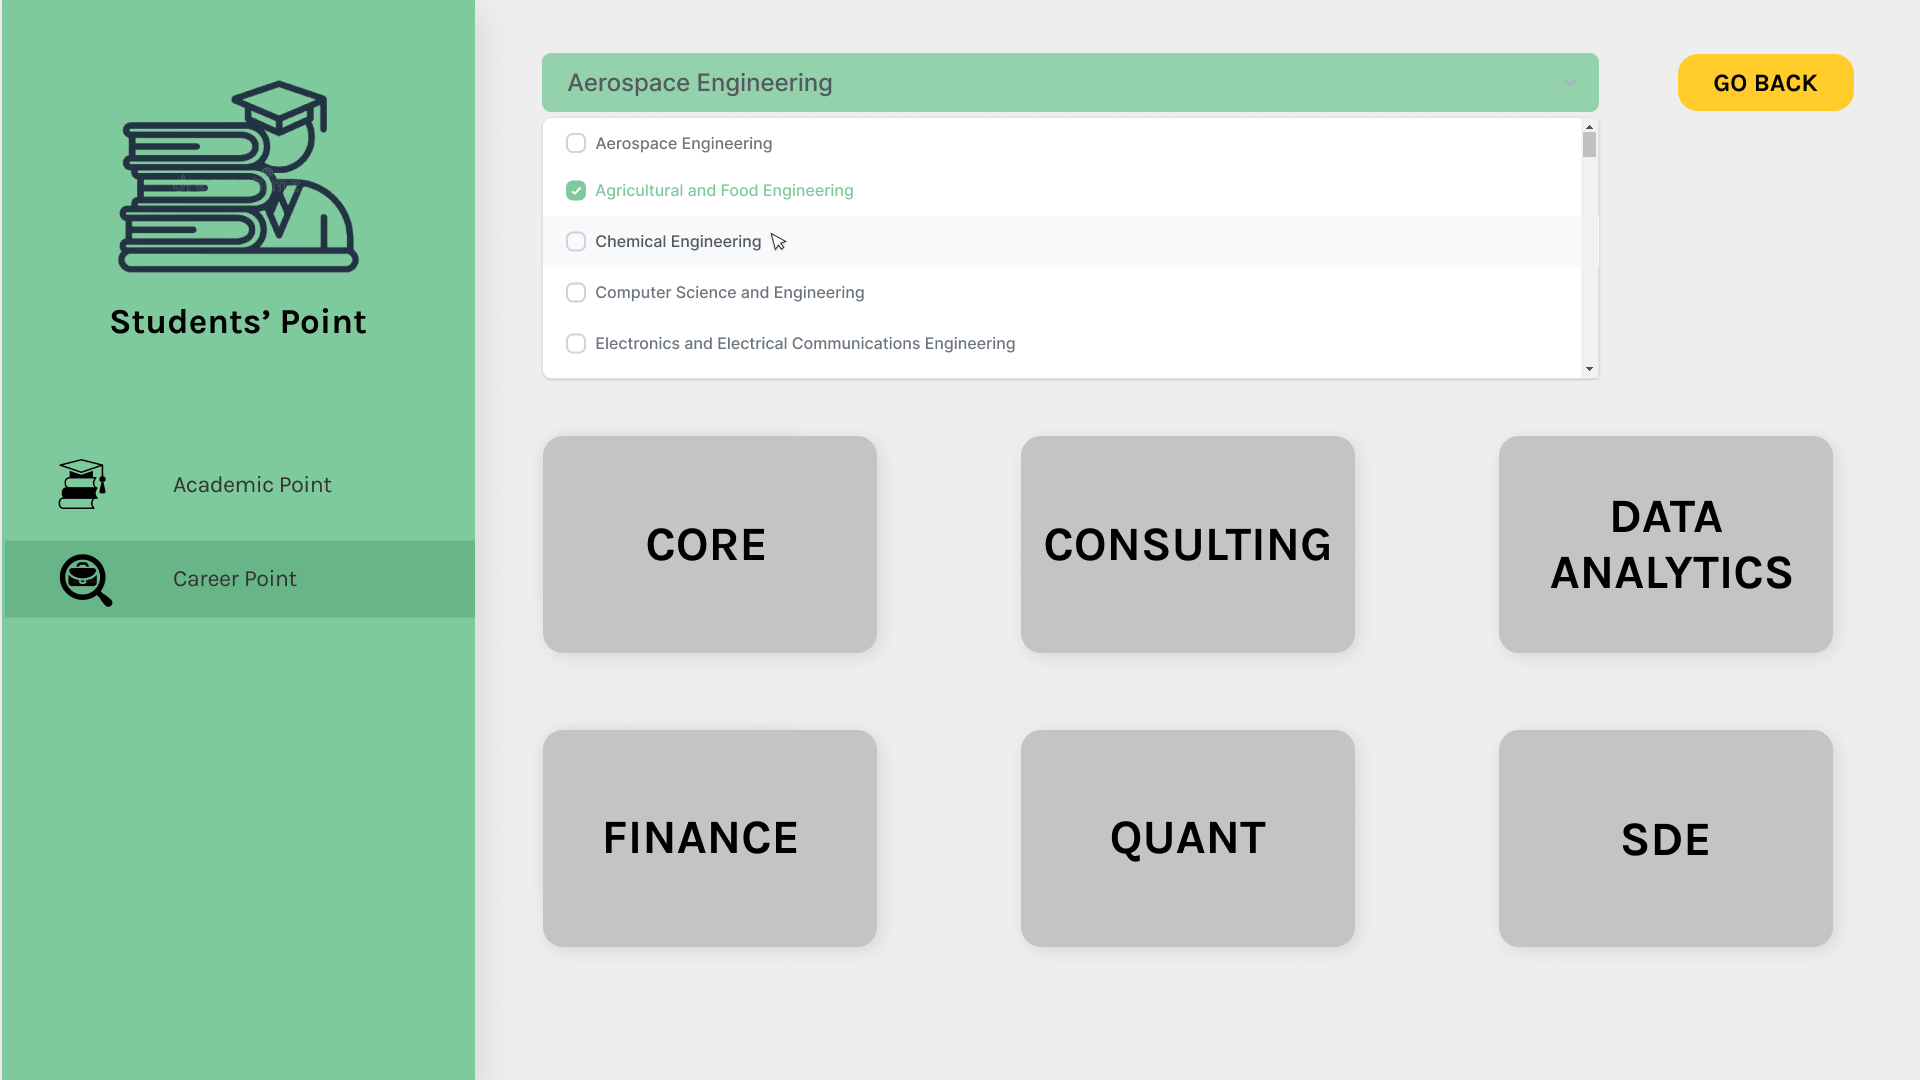 Students’ Point
Academic Point
Career Point
Aerospace Engineering
GO BACK
Aerospace Engineering
Agricultural and Food Engineering
Chemical Engineering
Computer Science and Engineering
Electronics and Electrical Communications Engineering
CORE
CONSULTING
DATA
ANALYTICS
FINANCE
QUANT
SDE